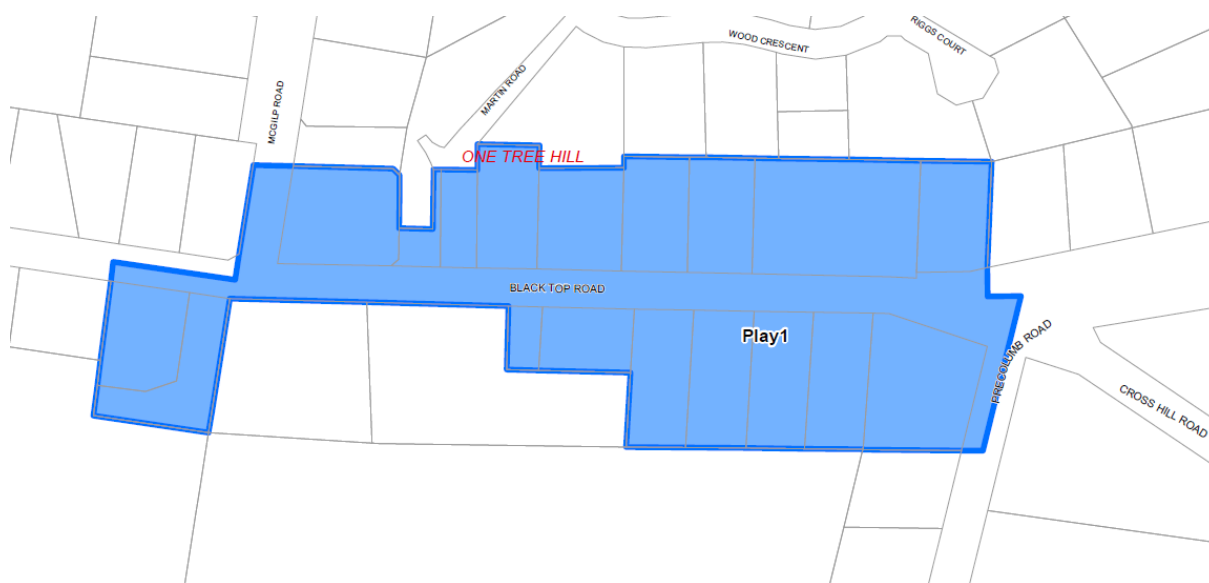 RIGGS COURT
WOOD CRESCENT
MARTIN ROAD
MCGILP ROAD
ONE TREE HILL
BLACK TOP ROAD
Play1
PRECOLUMB ROAD
CROSS HILL ROAD